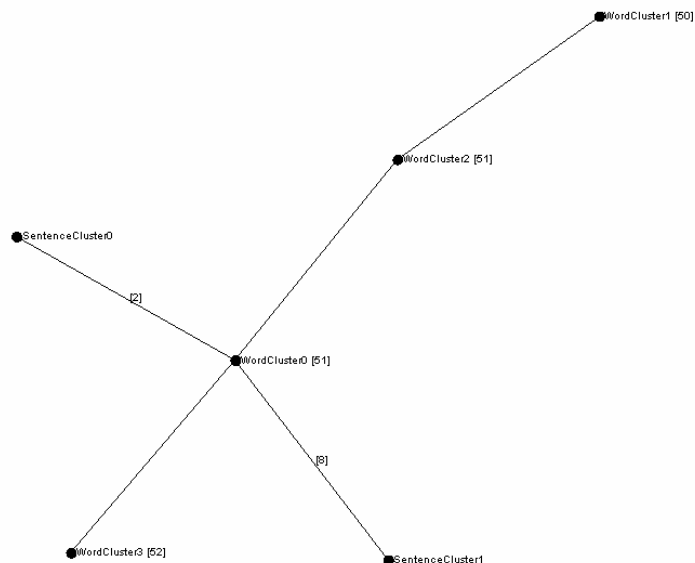 WordCluster1 [50]
WordCluster2 [51]
SentenceCluster0
[2]
WordCluster0 [51]
[8]
WordCluster3 [52]
SentenceCluster1